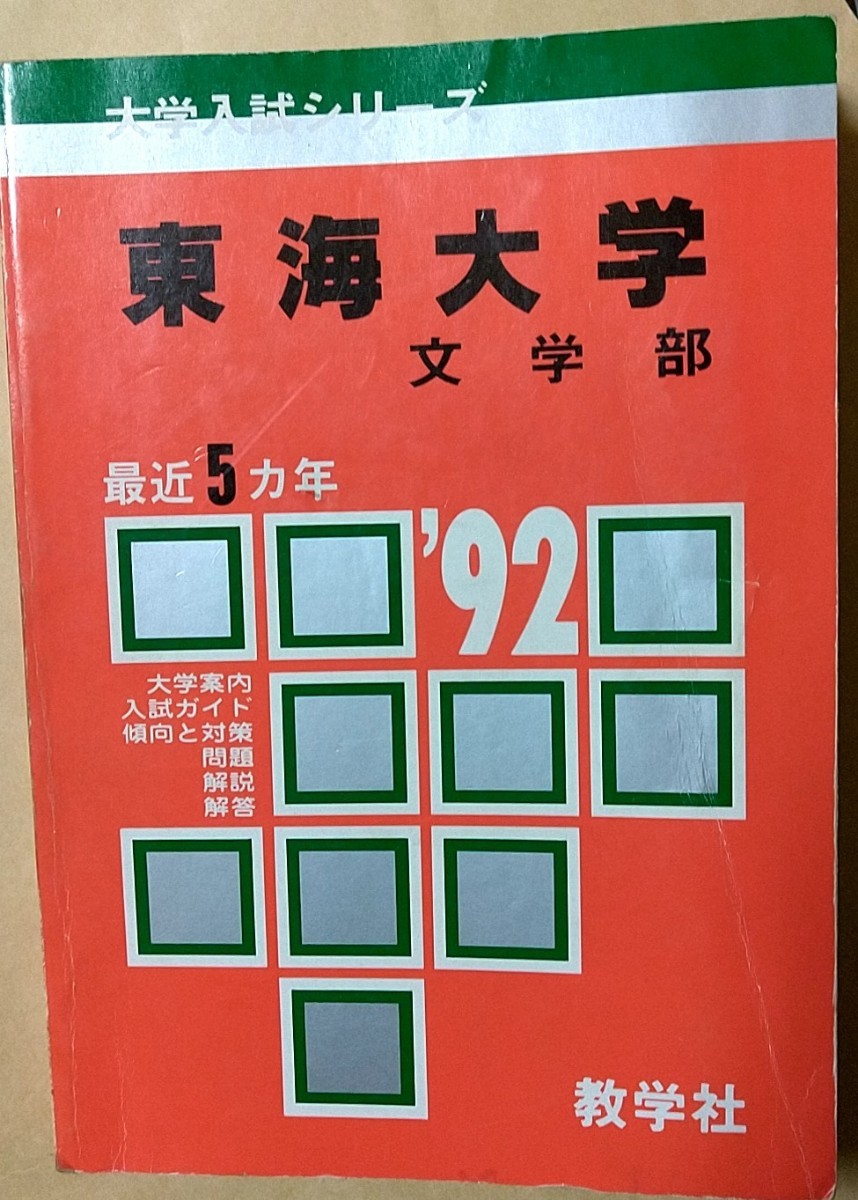 大学入試シリーズ
東海大学
文学部
最近5カ年
'92
大学案内
入試ガイド
傾向と対策
問題
解説
解答
教学社